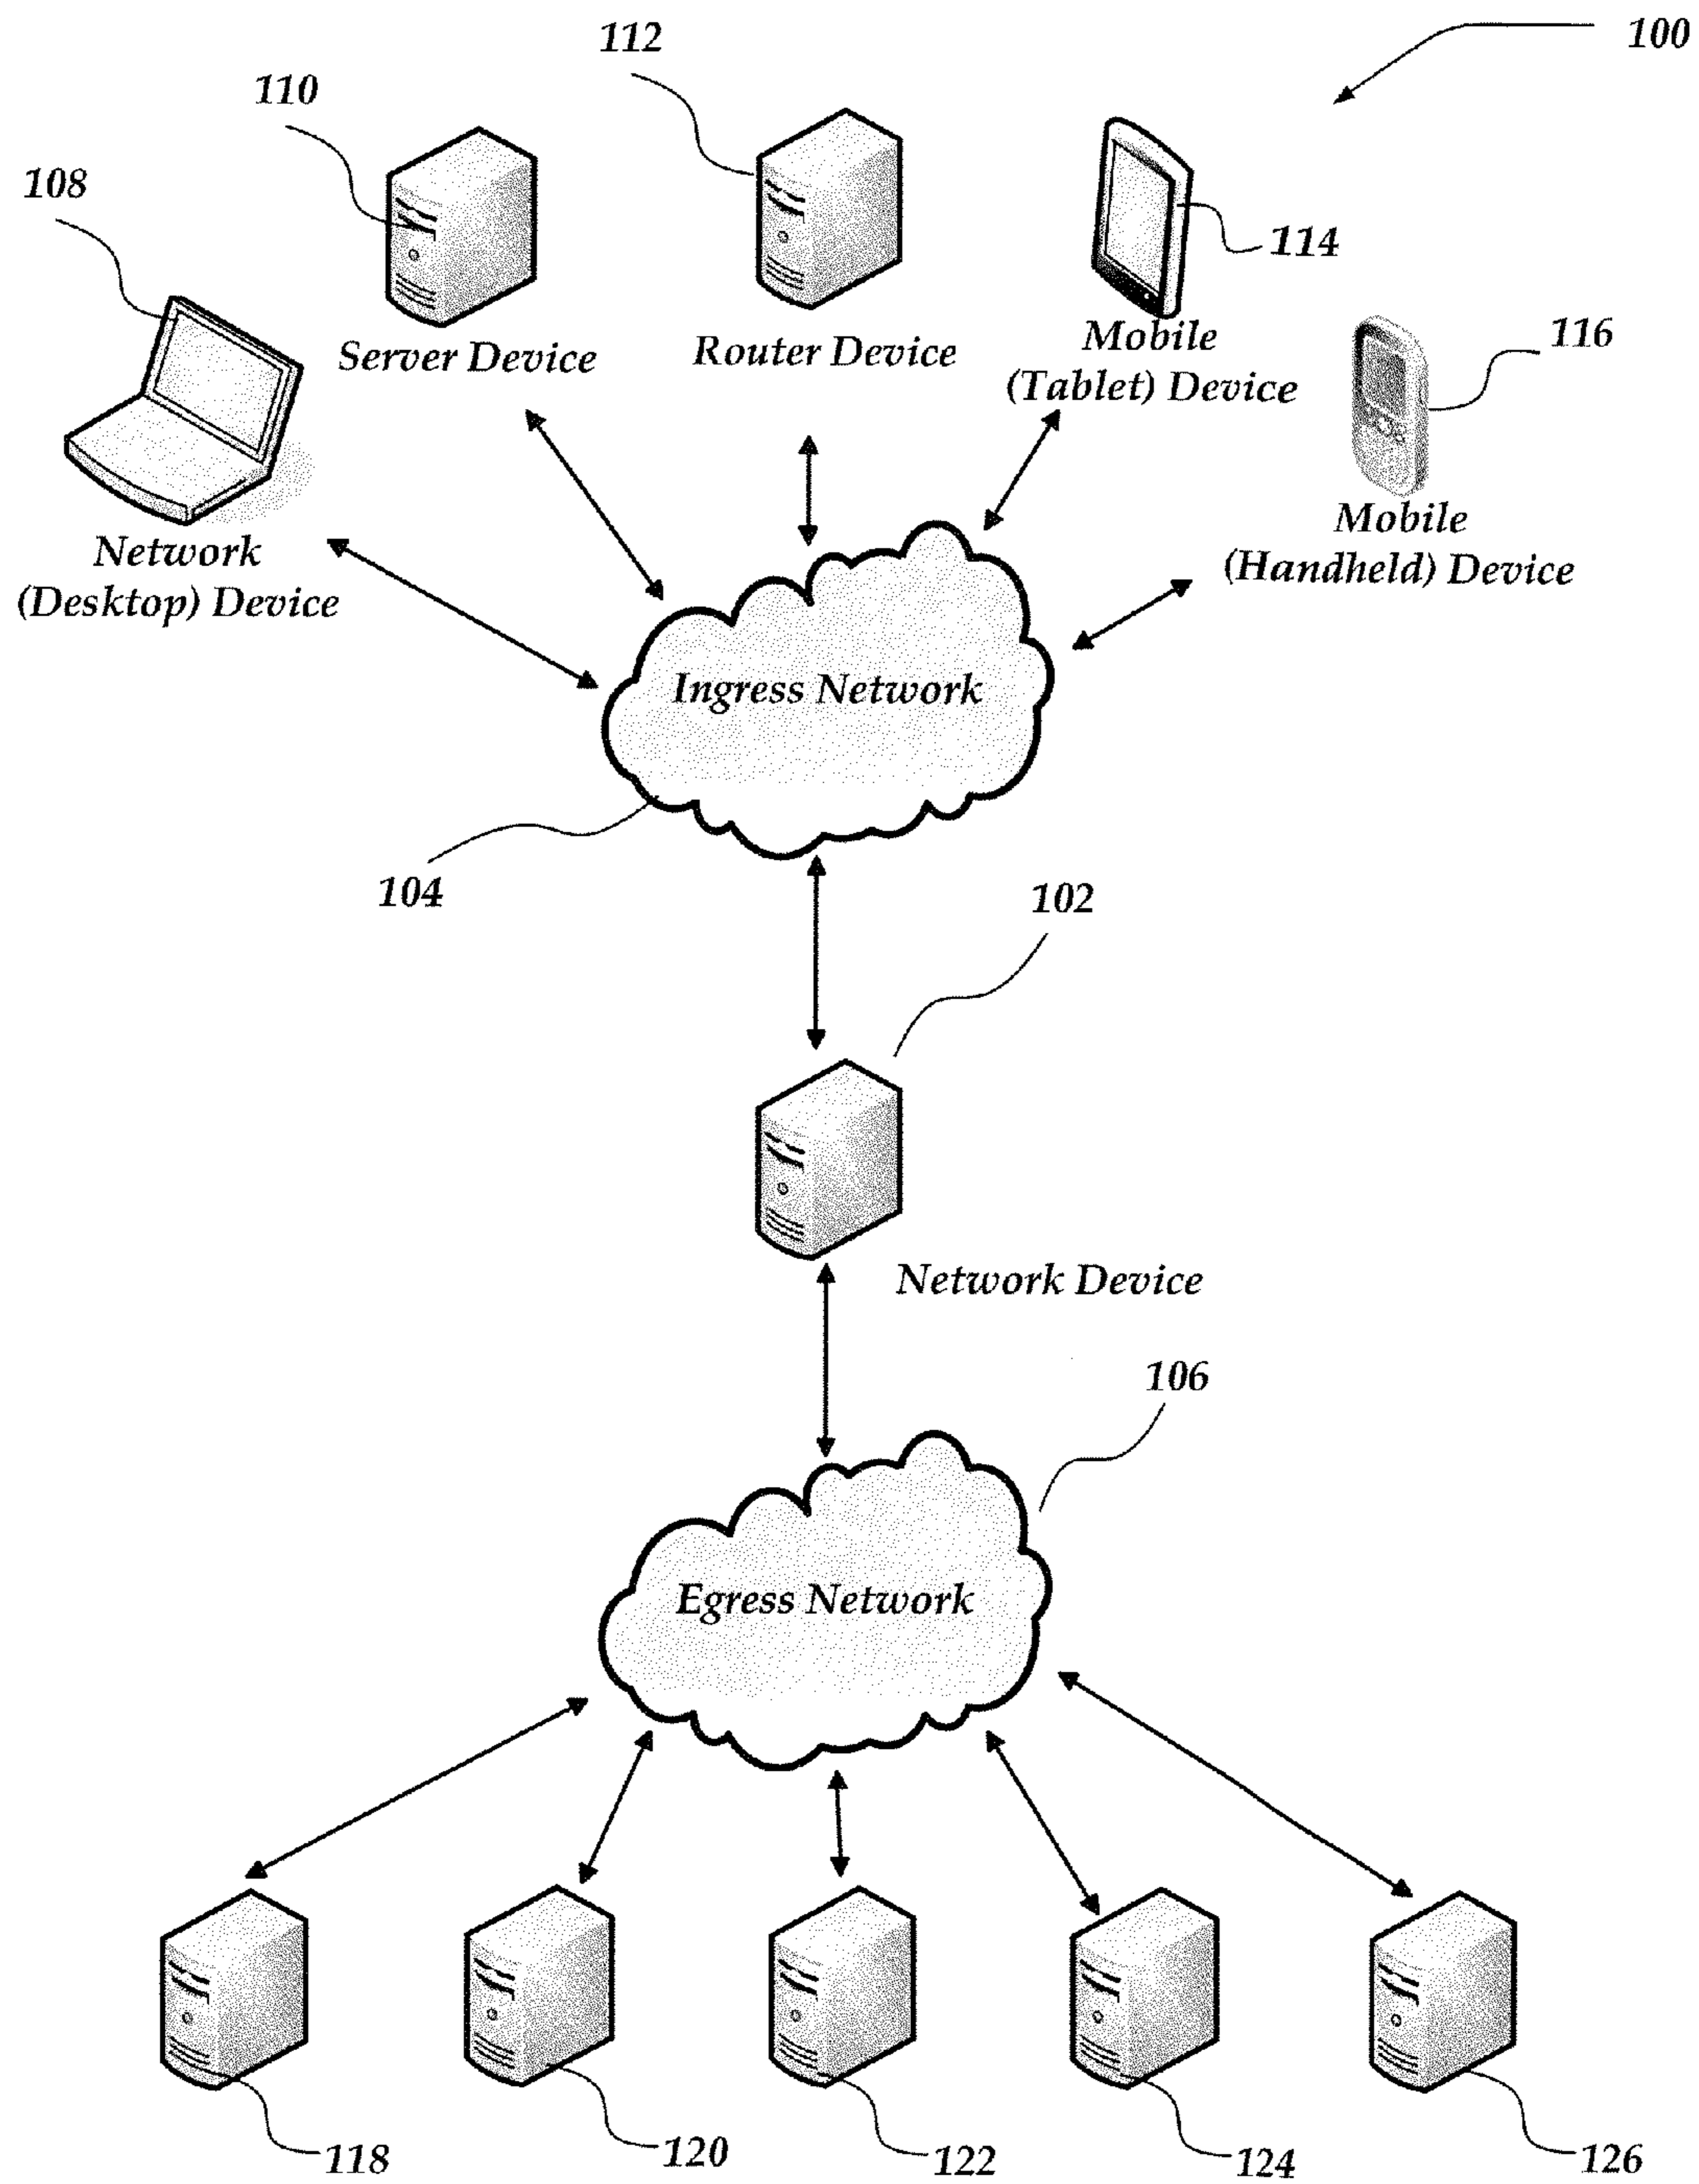 100
112
110
108
114
116
Server Device
Router Device
Mobile
(Tablet) Device
Network
(Desktop) Device
Mobile
(Handheld) Device
Ingress Network
104
102
Network Device
106
Egress Network
118
120
122
124
126